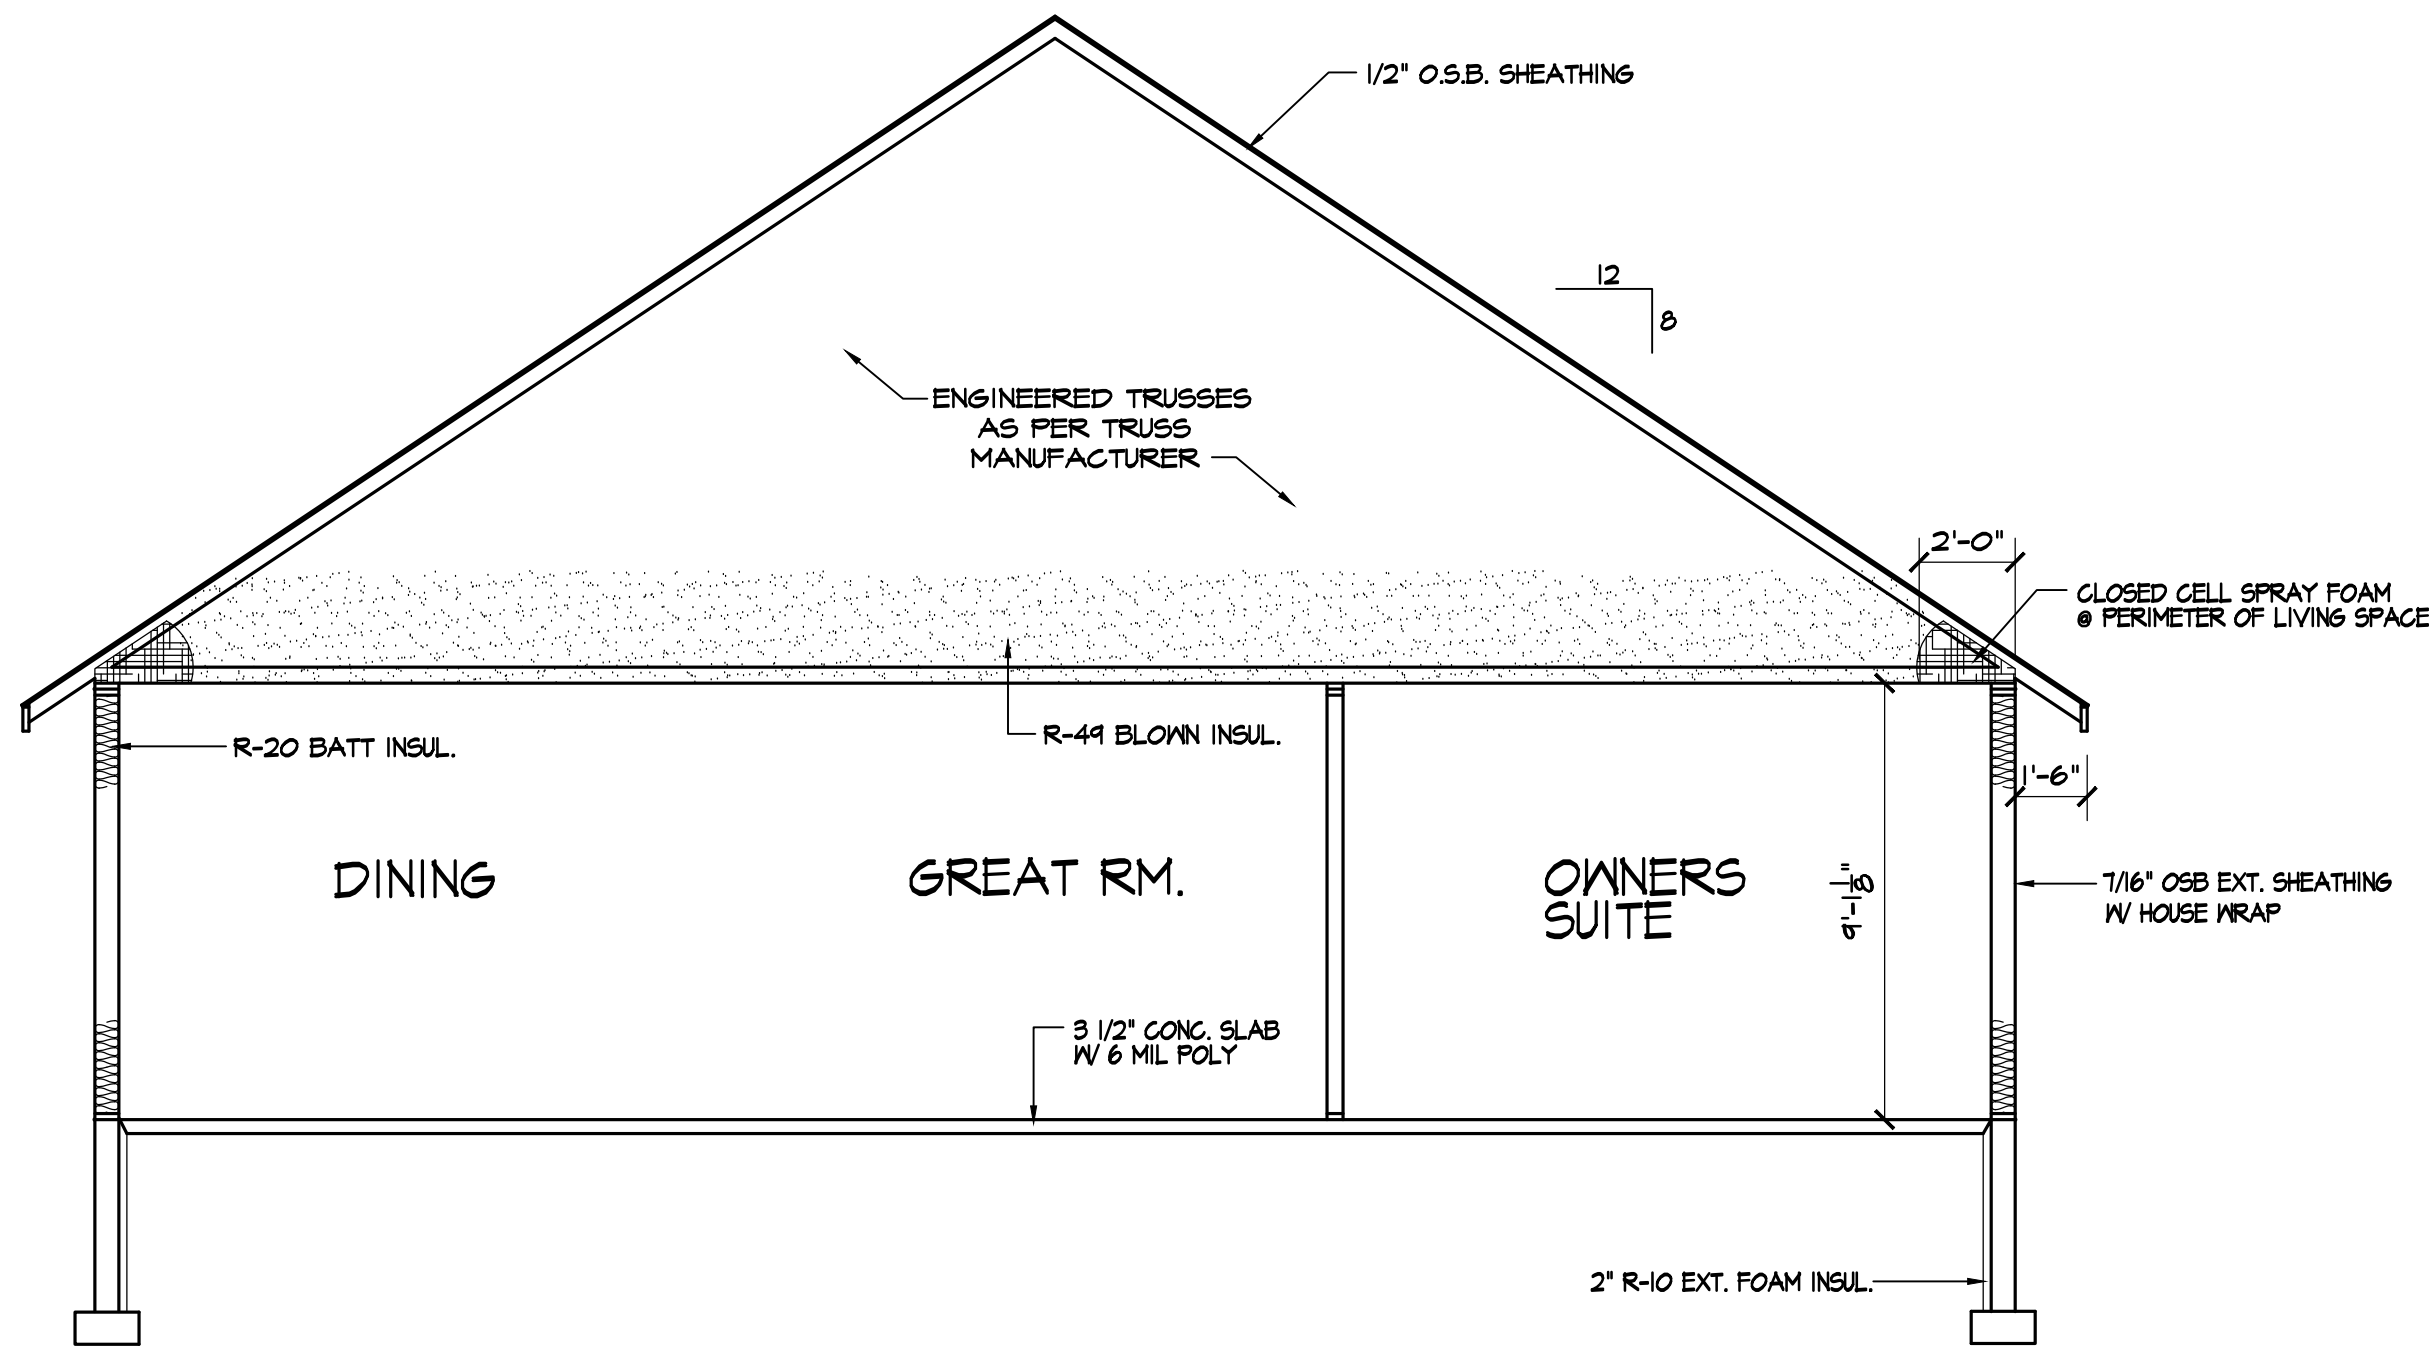 1/2" O.S.B. SHEATHING
12
8
ENGINEERED TRUSSES
AS PER TRUSS
MANUFACTURER
2'-0"
CLOSED CELL SPRAY FOAM
@ PERIMETER OF LIVING SPACE
R-20 BATT INSUL.
R-49 BLOWN INSUL.
1'-6"
DINING
GREAT RM.
OWNERS
SUITE
9'-1 1/8"
7/16" OSB EXT. SHEATHING
W/ HOUSE WRAP
3 1/2" CONC. SLAB
W/ 6 MIL POLY
2" R-10 EXT. FOAM INSUL.